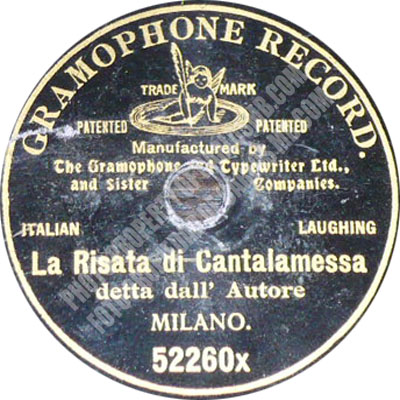 GRAMOPHONE RECORD.
TRADE MARK
PATENTED PATENTED
Manufactured by
The Gramophone and Typewriter Ltd.,
and Sister Companies.
ITALIAN LAUGHING
La Risata di Cantalamessa
detta dall' Autore
MILANO.
52260x